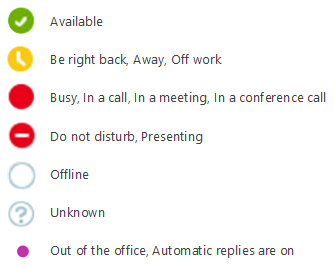 Available
Be right back, Away, Off work
Busy, In a call, In a meeting, In a conference call
Do not disturb, Presenting
Offline
Unknown
Out of the office, Automatic replies are on